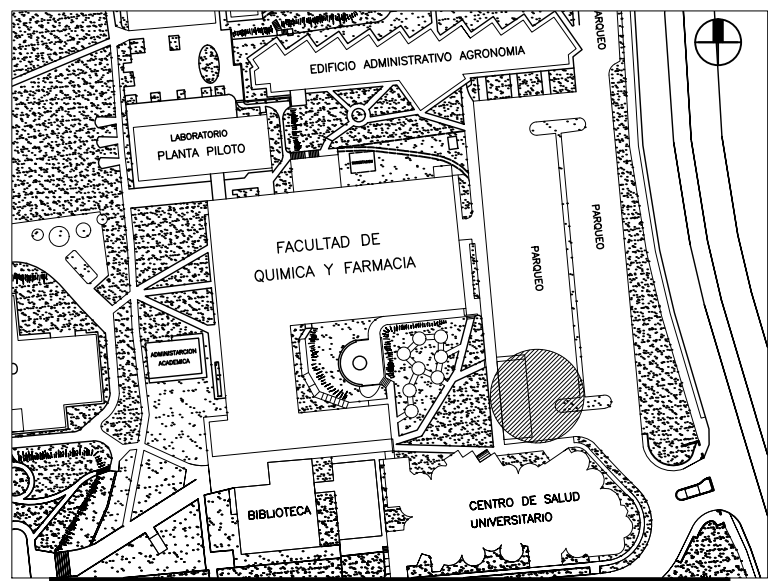 PARQUEO
EDIFICIO ADMINISTRATIVO AGRONOMIA
LABORATORIO
PLANTA PILOTO
PARQUEO
FACULTAD DE
QUIMICA Y FARMACIA
PARQUEO
ADMINISTARCION
ACADEMICA
BIBLIOTECA
CENTRO DE SALUD
UNIVERSITARIO